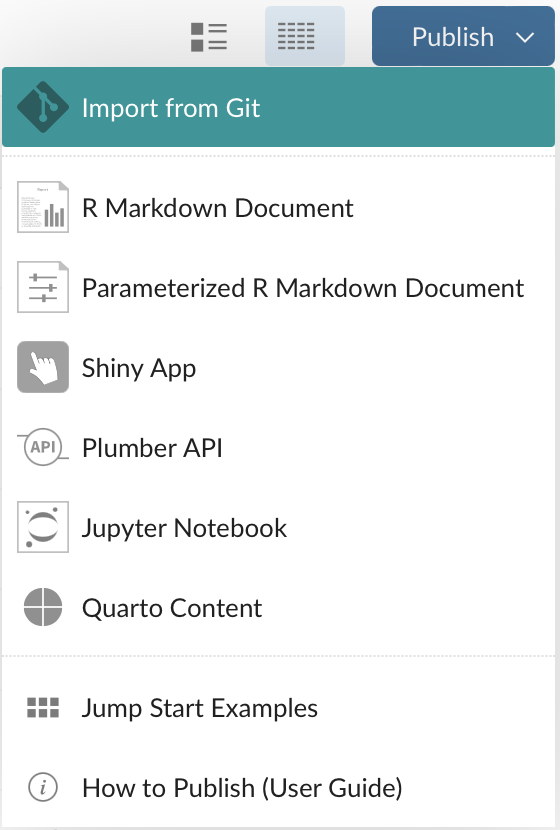 Publish
Import from Git
R Markdown Document
Parameterized R Markdown Document
Shiny App
API
Plumber API
Jupyter Notebook
Quarto Content
Jump Start Examples
i
How to Publish (User Guide)